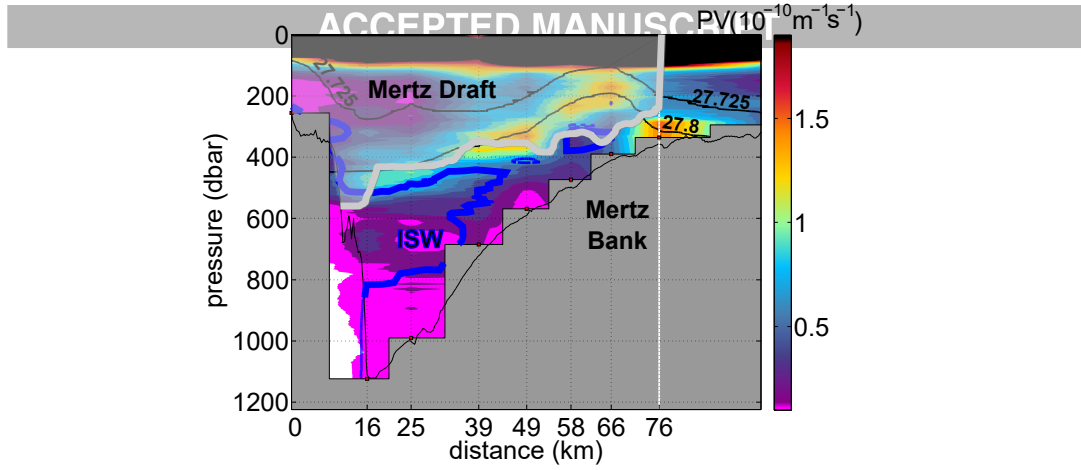 ACCEPTED MANUSCRIPT
PV(10⁻¹⁰m⁻¹s⁻¹)
0
200
400
600
800
1000
1200
pressure (dbar)
27.725
Mertz Draft
27.725
27.8
ISW
Mertz
Bank
1.5
1
0.5
0 16 25 39 49 58 66 76
distance (km)